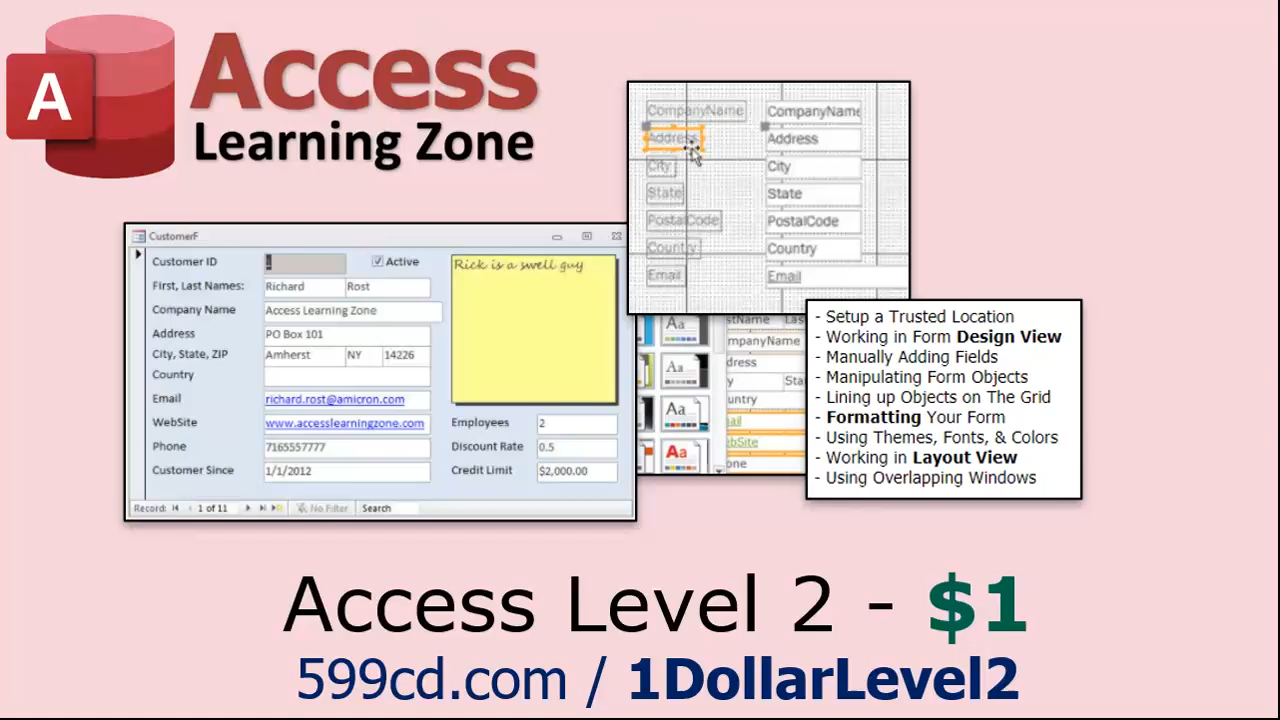 A
Access
Learning Zone
CompanyName CompanyName
Address Address
City City
State State
PostalCode PostalCode
Country Country
Email Email
CustomerF
Customer ID Active
First, Last Names: Richard Rost
Company Name Access Learning Zone
Address PO Box 101
City, State, ZIP Amherst NY 14226
Country
Email richard.rost@amicron.com
WebSite www.accesslearningzone.com
Phone 7165557777
Customer Since 1/1/2012
Rick is a swell guy
Employees 2
Discount Rate 0.5
Credit Limit $2,000.00
Record: 1 of 11 No Filter Search
Aa
Aa
Aa
Aa
- Setup a Trusted Location
- Working in Form Design View
- Manually Adding Fields
- Manipulating Form Objects
- Lining up Objects on The Grid
- Formatting Your Form
- Using Themes, Fonts, & Colors
- Working in Layout View
- Using Overlapping Windows
Access Level 2 - $1
599cd.com / 1DollarLevel2